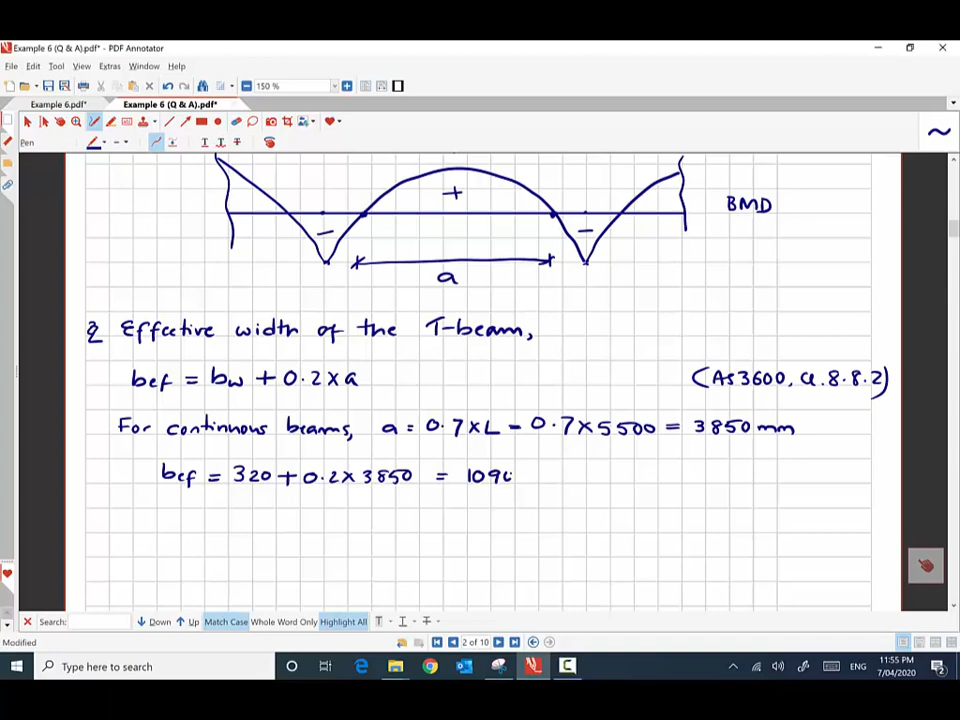 Example 6 (Q & A).pdf* - PDF Annotator
File Edit Tool View Extras Window Help
150 %
Example 6.pdf* Example 6 (Q & A).pdf*
Pen
+
BMD
− −
a
Effective width of the T-beam,
bef = bw + 0.2 x a (As3600, cl. 8.8.2)
For continuous beams, a = 0.7 x L = 0.7 x 5500 = 3850 mm
bef = 320 + 0.2 x 3850 = 109
Search: Down Up Match Case Whole Word Only Highlight All
Modified 2 of 10
Type here to search ENG 11:55 PM
7/04/2020 2